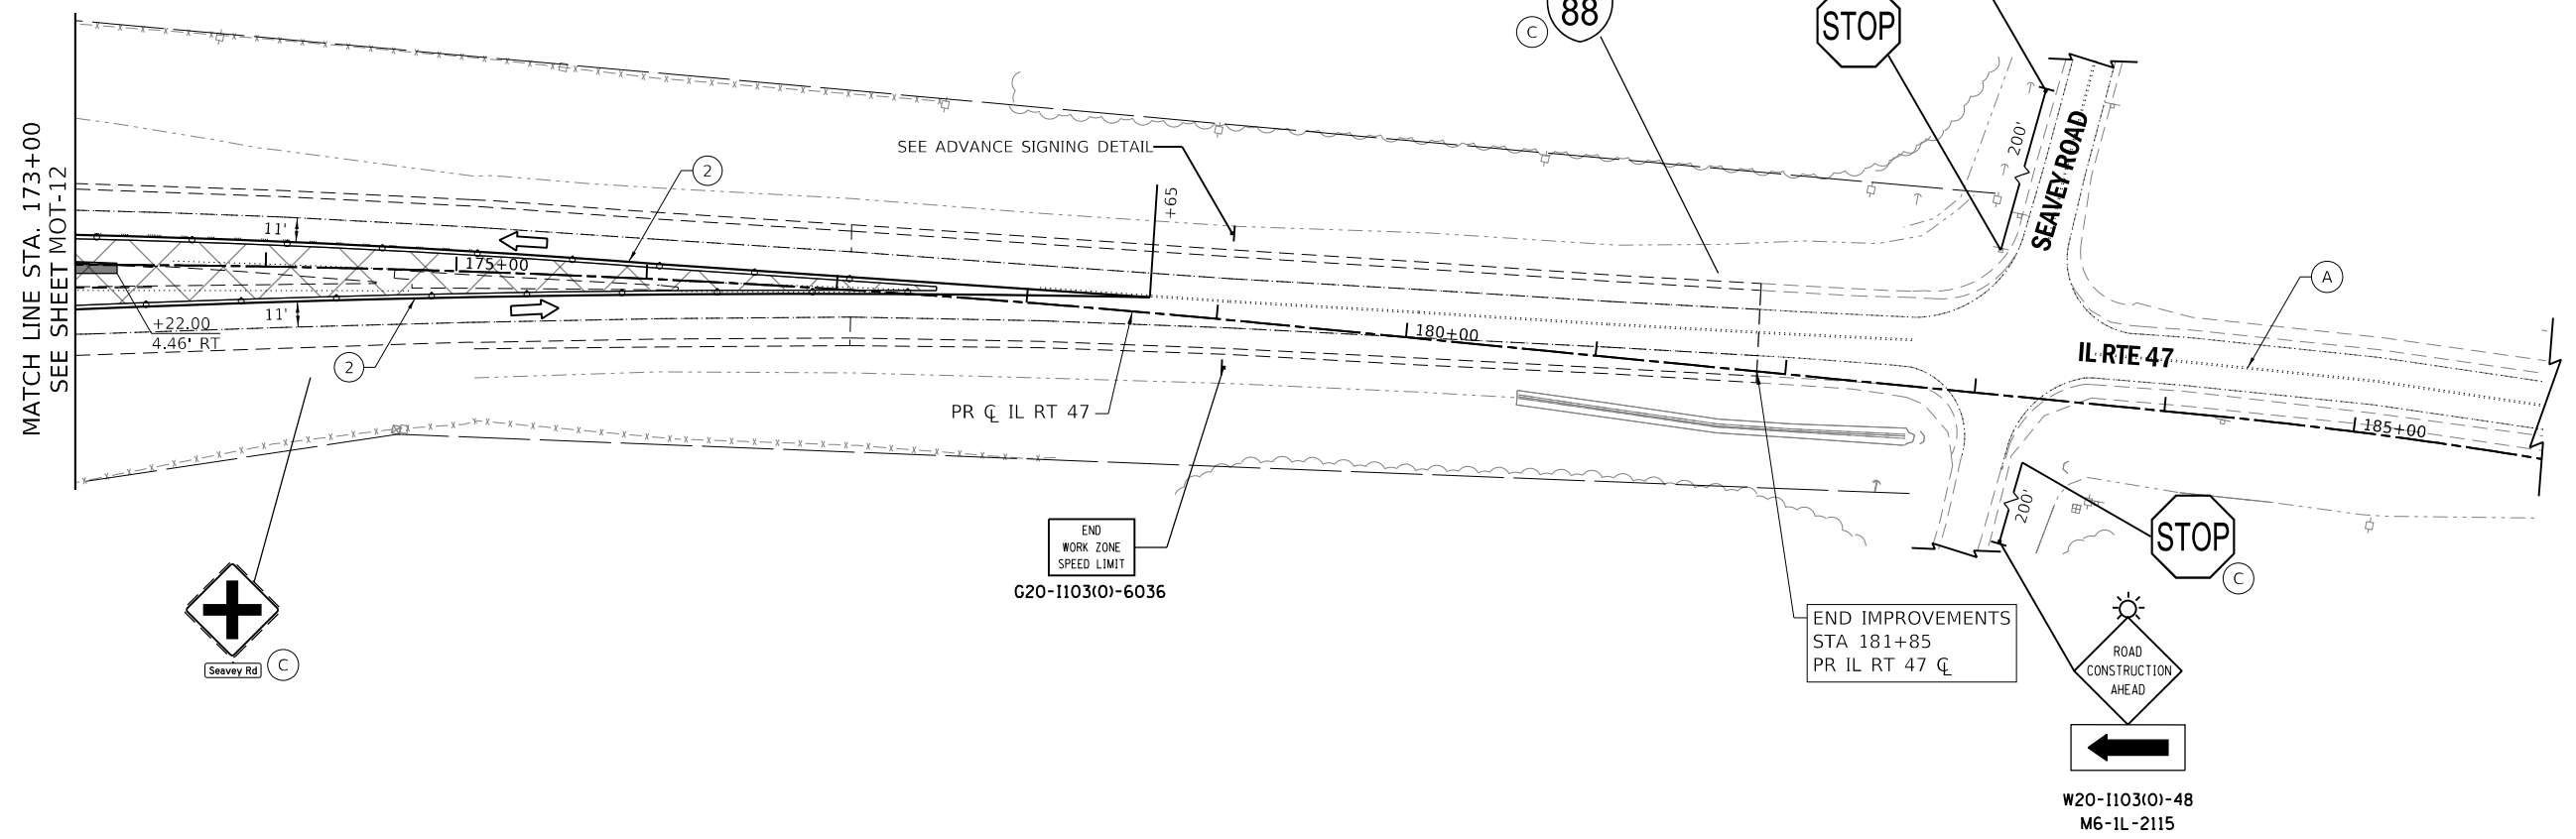 88
C
STOP
MATCH LINE STA. 173+00
SEE SHEET MOT-12
SEE ADVANCE SIGNING DETAIL
200'
SEAVEY ROAD
2
+65
11'
175+00
A
11'
+22.00
4.46' RT
180+00
IL RTE 47
2
PR ℄ IL RT 47
185+00
200'
END
WORK ZONE
SPEED LIMIT
G20-I103(0)-6036
STOP
C
Seavey Rd
C
END IMPROVEMENTS
STA 181+85
PR IL RT 47 ℄
ROAD
CONSTRUCTION
AHEAD
W20-I103(0)-48
M6-1L-2115